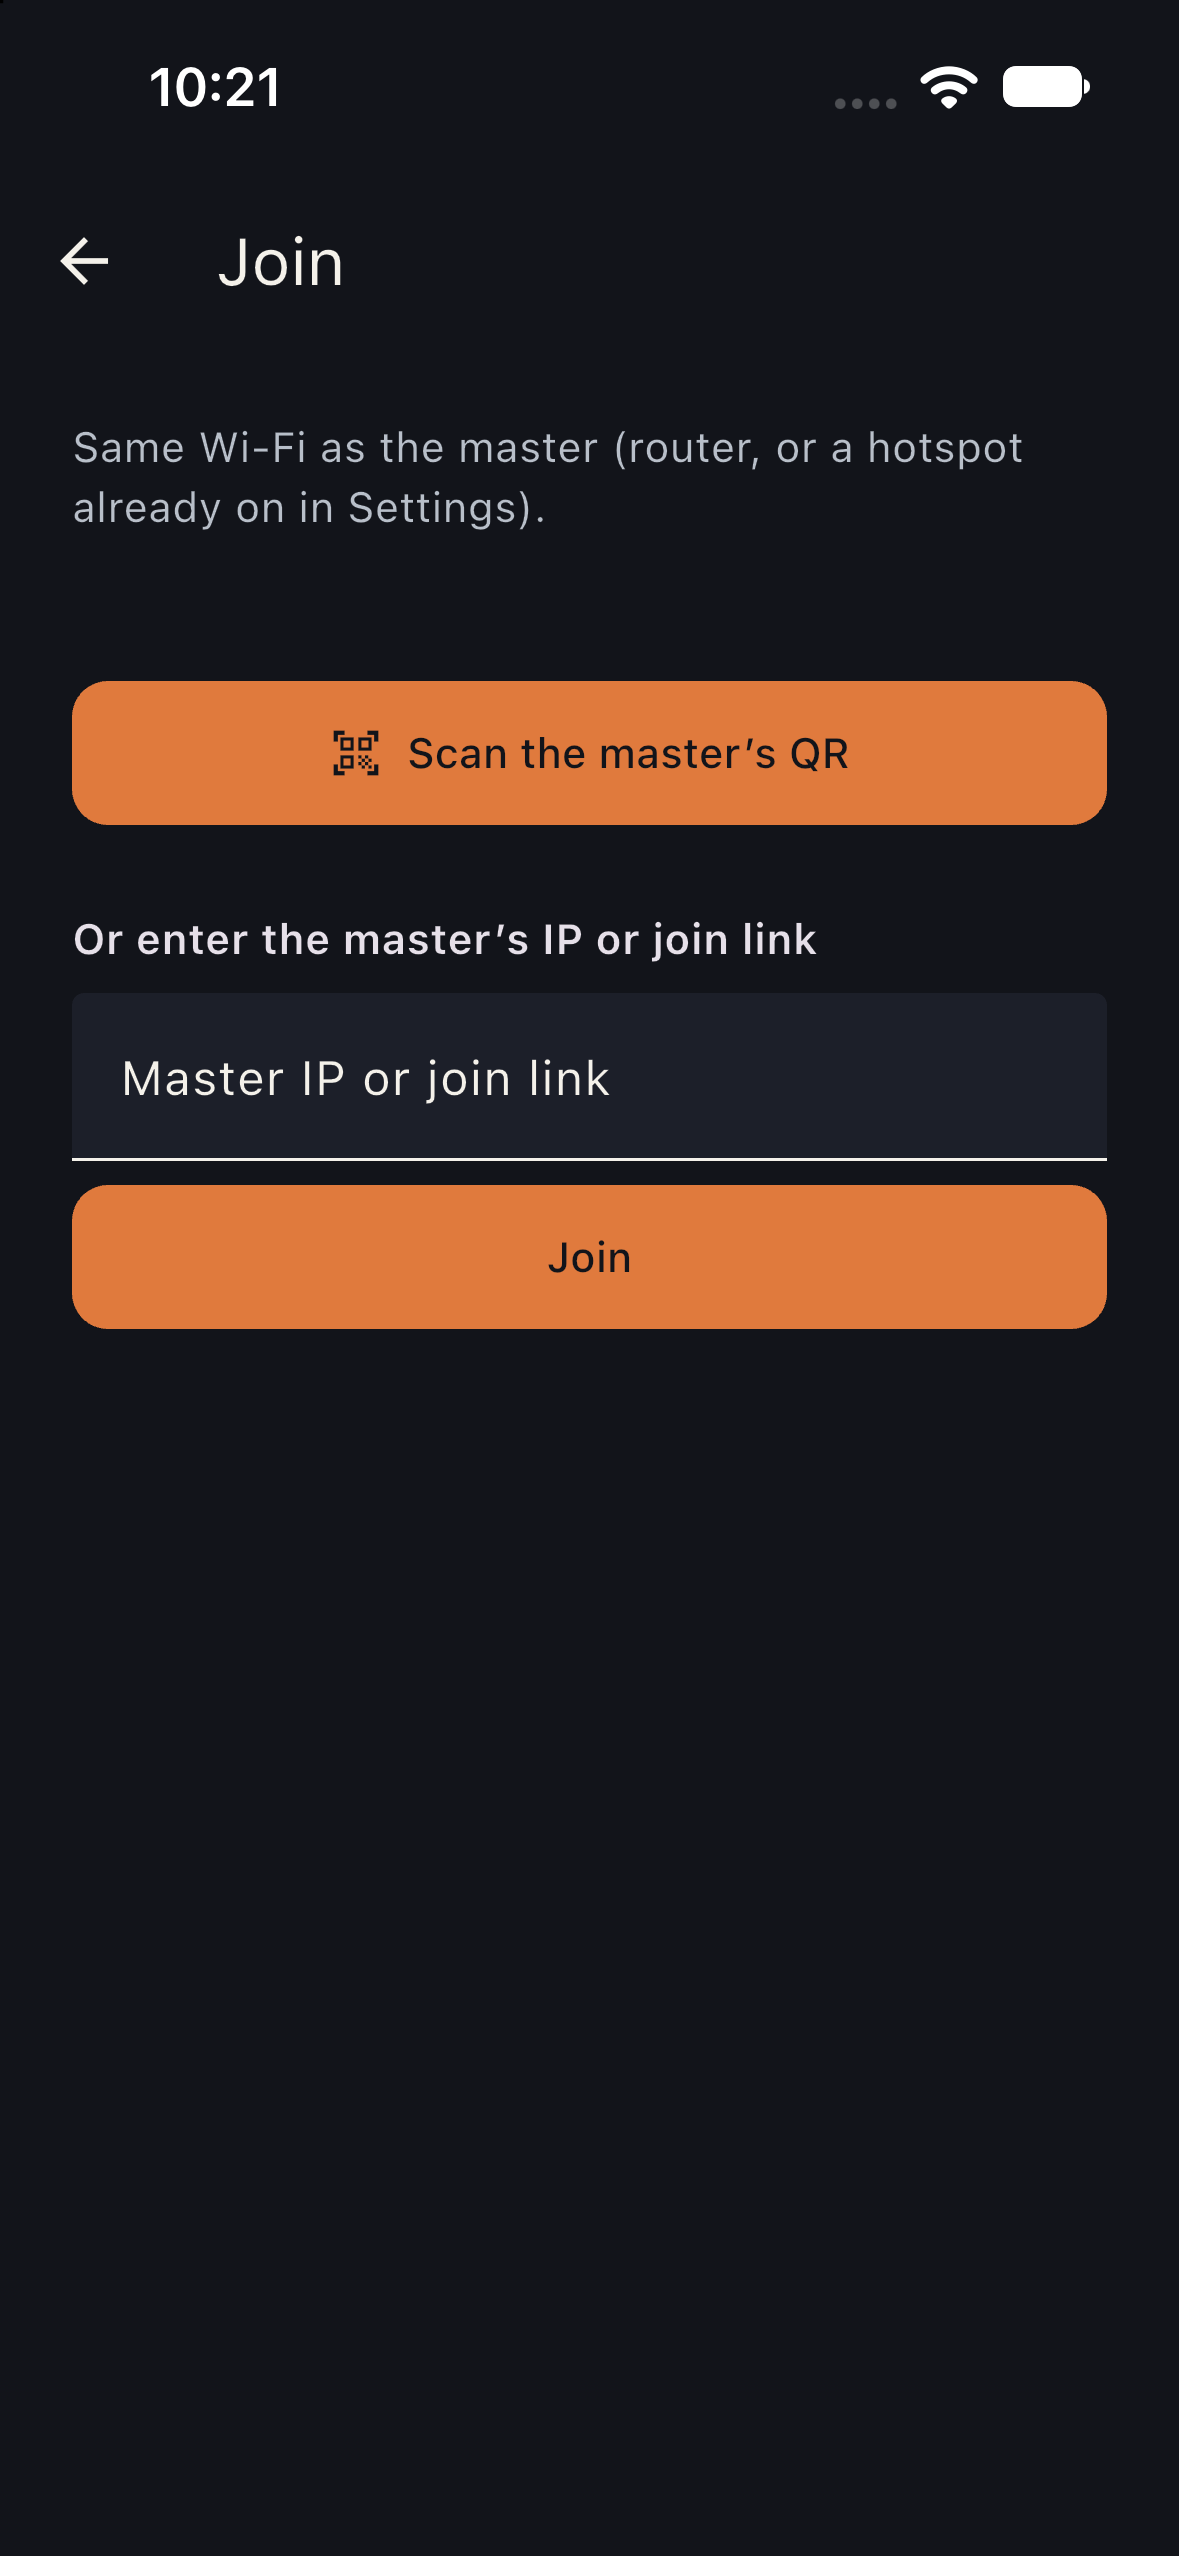 10:21
Join
Same Wi-Fi as the master (router, or a hotspot
already on in Settings).
Scan the master’s QR
Or enter the master’s IP or join link
Master IP or join link
Join